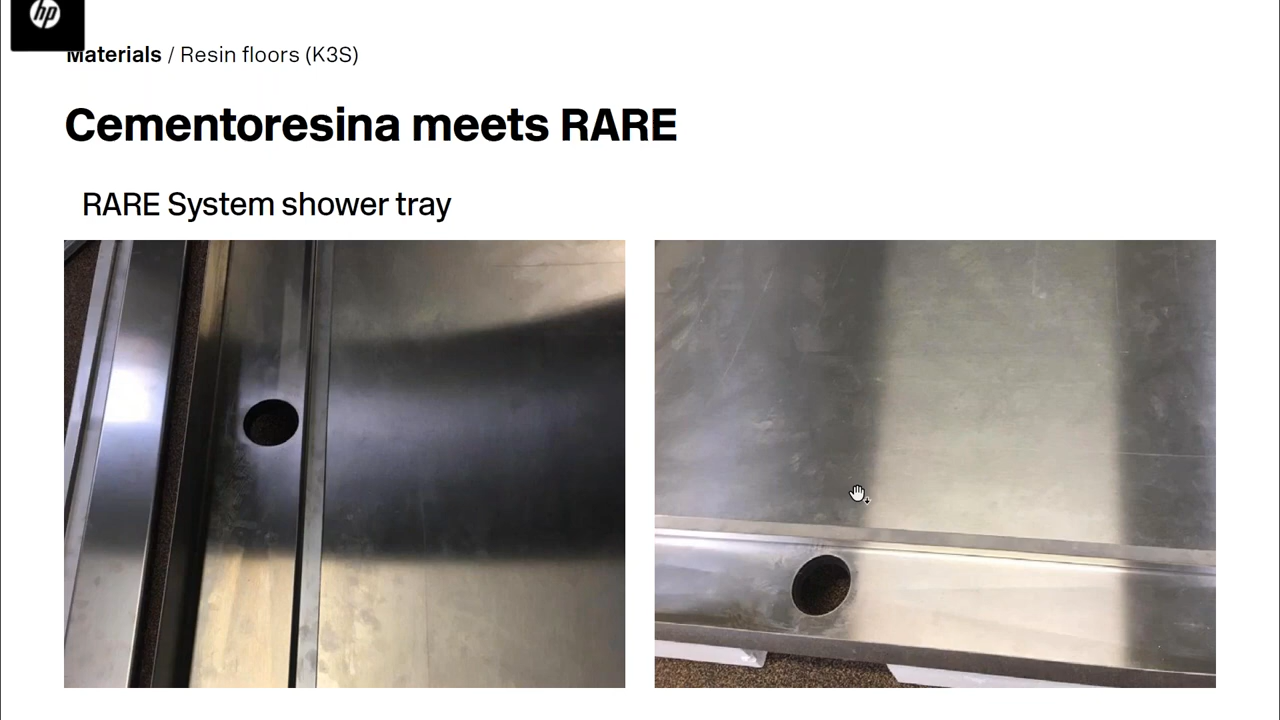 hp
Materials / Resin floors (K3S)
Cementoresina meets RARE
RARE System shower tray